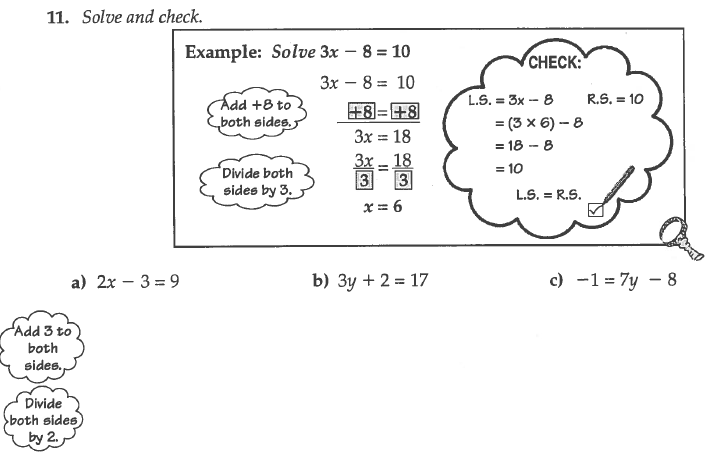 11. Solve and check.
Example: Solve 3x − 8 = 10
3x − 8 = 10
Add +8 to
both sides.
+8 = +8
3x = 18
Divide both
sides by 3.
3x = 18
3 3
x = 6
CHECK:
L.S. = 3x − 8 R.S. = 10
= (3 × 6) − 8
= 18 − 8
= 10
L.S. = R.S.
a) 2x − 3 = 9 b) 3y + 2 = 17 c) −1 = 7y − 8
Add 3 to
both
sides.
Divide
both sides
by 2.